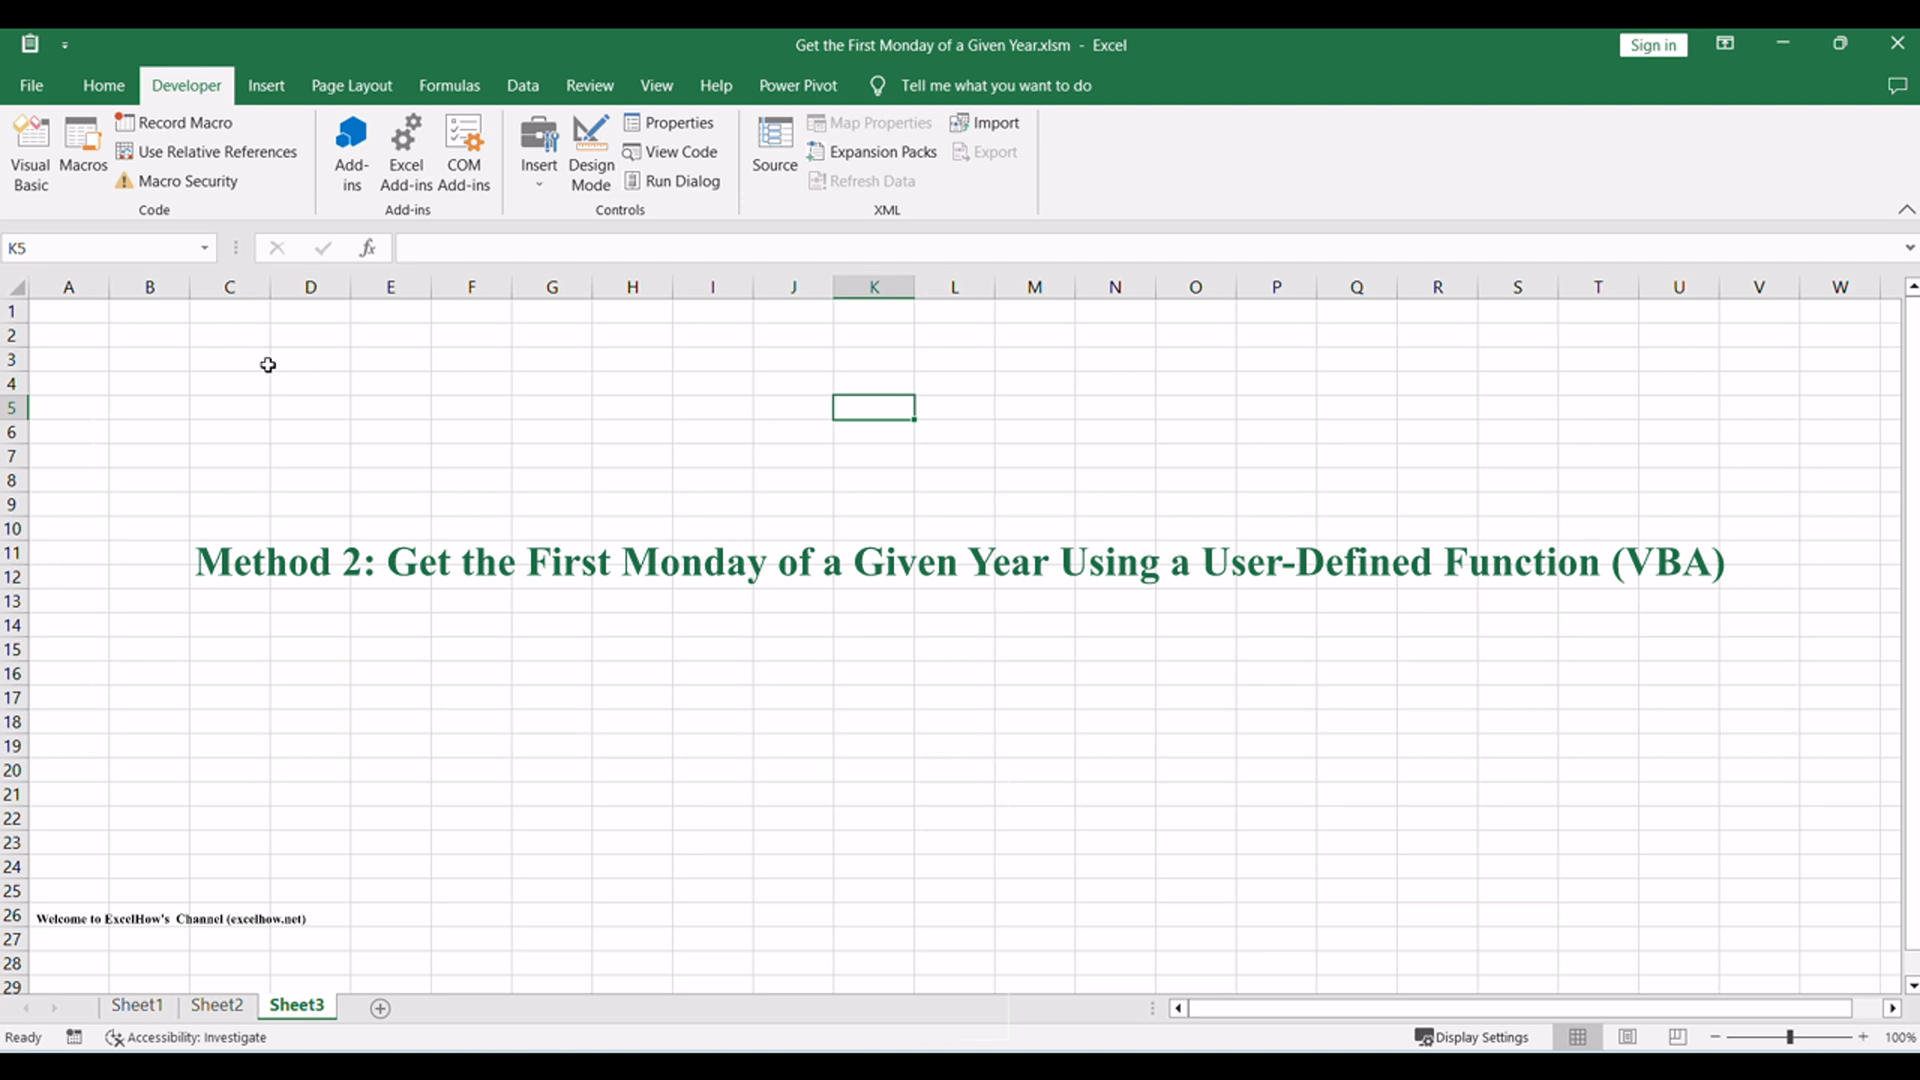 Get the First Monday of a Given Year.xlsm - Excel
Sign in
File Home Developer Insert Page Layout Formulas Data Review View Help Power Pivot Tell me what you want to do
Visual Basic
Macros
Record Macro
Use Relative References
Macro Security
Code
Add-ins
Excel Add-ins
COM Add-ins
Add-ins
Insert
Design Mode
Properties
View Code
Run Dialog
Controls
Source
Map Properties
Expansion Packs
Refresh Data
Import
Export
XML
K5
fx
A B C D E F G H I J K L M N O P Q R S T U V W
1
2
3
4
5
6
7
8
9
10
11
12
13
14
15
16
17
18
19
20
21
22
23
24
25
26
27
28
29
Method 2: Get the First Monday of a Given Year Using a User-Defined Function (VBA)
Welcome to ExcelHow's Channel (excelhow.net)
Sheet1 Sheet2 Sheet3
Ready Accessibility: Investigate Display Settings 100%